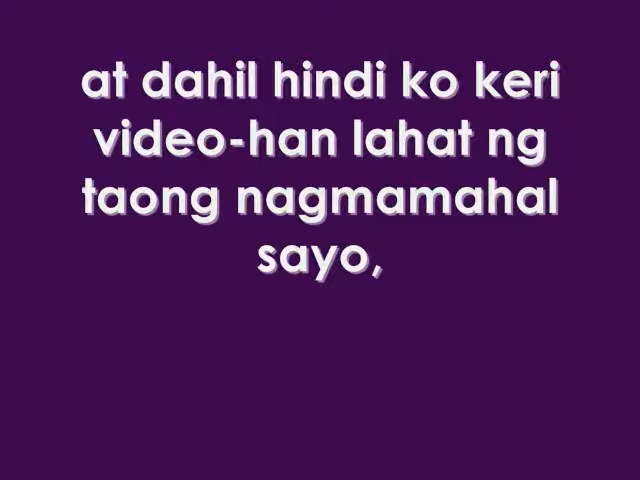 at dahil hindi ko keri
video-han lahat ng
taong nagmamahal
sayo,